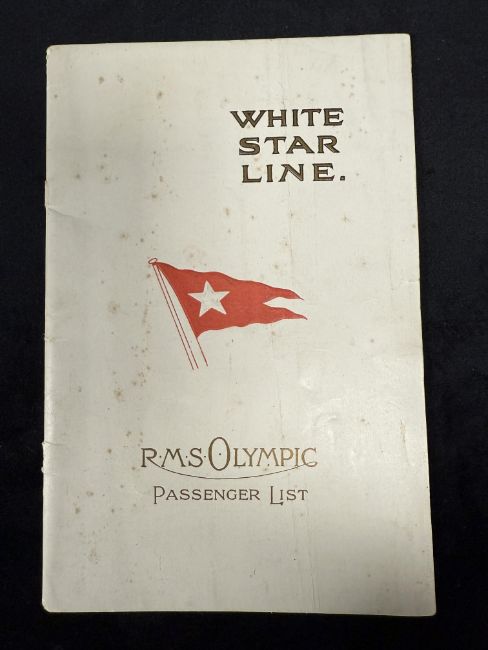 WHITE
STAR
LINE.
R·M·S·OLYMPIC
PASSENGER LIST